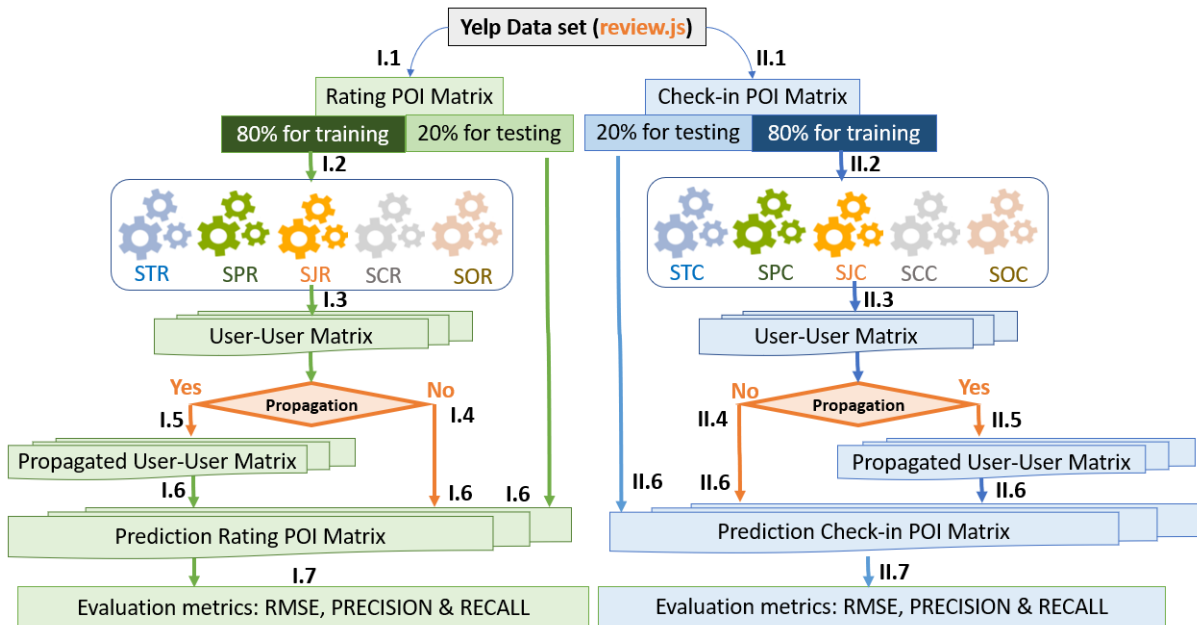 Yelp Data set (review.js)
I.1
II.1
Rating POI Matrix
Check-in POI Matrix
80% for training
20% for testing
20% for testing
80% for training
I.2
II.2
STR
SPR
SJR
SCR
SOR
STC
SPC
SJC
SCC
SOC
I.3
II.3
User-User Matrix
User-User Matrix
Yes
Propagation
No
No
Propagation
Yes
I.5
I.4
II.4
II.5
Propagated User-User Matrix
Propagated User-User Matrix
I.6
I.6
I.6
II.6
II.6
II.6
Prediction Rating POI Matrix
Prediction Check-in POI Matrix
I.7
II.7
Evaluation metrics: RMSE, PRECISION & RECALL
Evaluation metrics: RMSE, PRECISION & RECALL